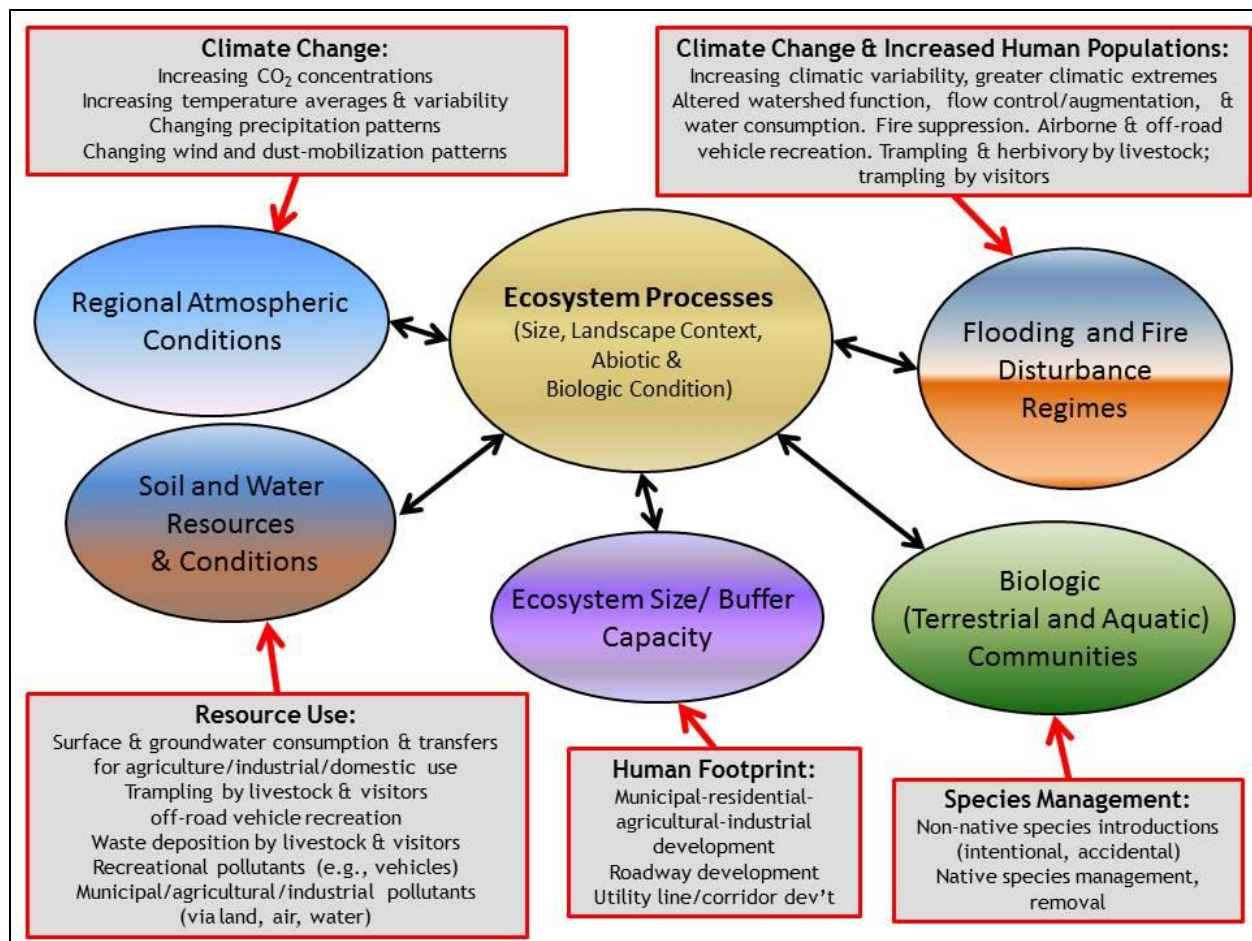 Climate Change:
Increasing CO₂ concentrations
Increasing temperature averages & variability
Changing precipitation patterns
Changing wind and dust-mobilization patterns
Climate Change & Increased Human Populations:
Increasing climatic variability, greater climatic extremes
Altered watershed function, flow control/augmentation, &
water consumption. Fire suppression. Airborne & off-road
vehicle recreation. Trampling & herbivory by livestock;
trampling by visitors
Regional Atmospheric
Conditions
Ecosystem Processes
(Size, Landscape Context,
Abiotic &
Biologic Condition)
Flooding and Fire
Disturbance
Regimes
Soil and Water
Resources
& Conditions
Ecosystem Size/ Buffer
Capacity
Biologic
(Terrestrial and Aquatic)
Communities
Resource Use:
Surface & groundwater consumption & transfers
for agriculture/industrial/domestic use
Trampling by livestock & visitors
off-road vehicle recreation
Waste deposition by livestock & visitors
Recreational pollutants (e.g., vehicles)
Municipal/agricultural/industrial pollutants
(via land, air, water)
Human Footprint:
Municipal-residential-
agricultural-industrial
development
Roadway development
Utility line/corridor dev't
Species Management:
Non-native species introductions
(intentional, accidental)
Native species management,
removal